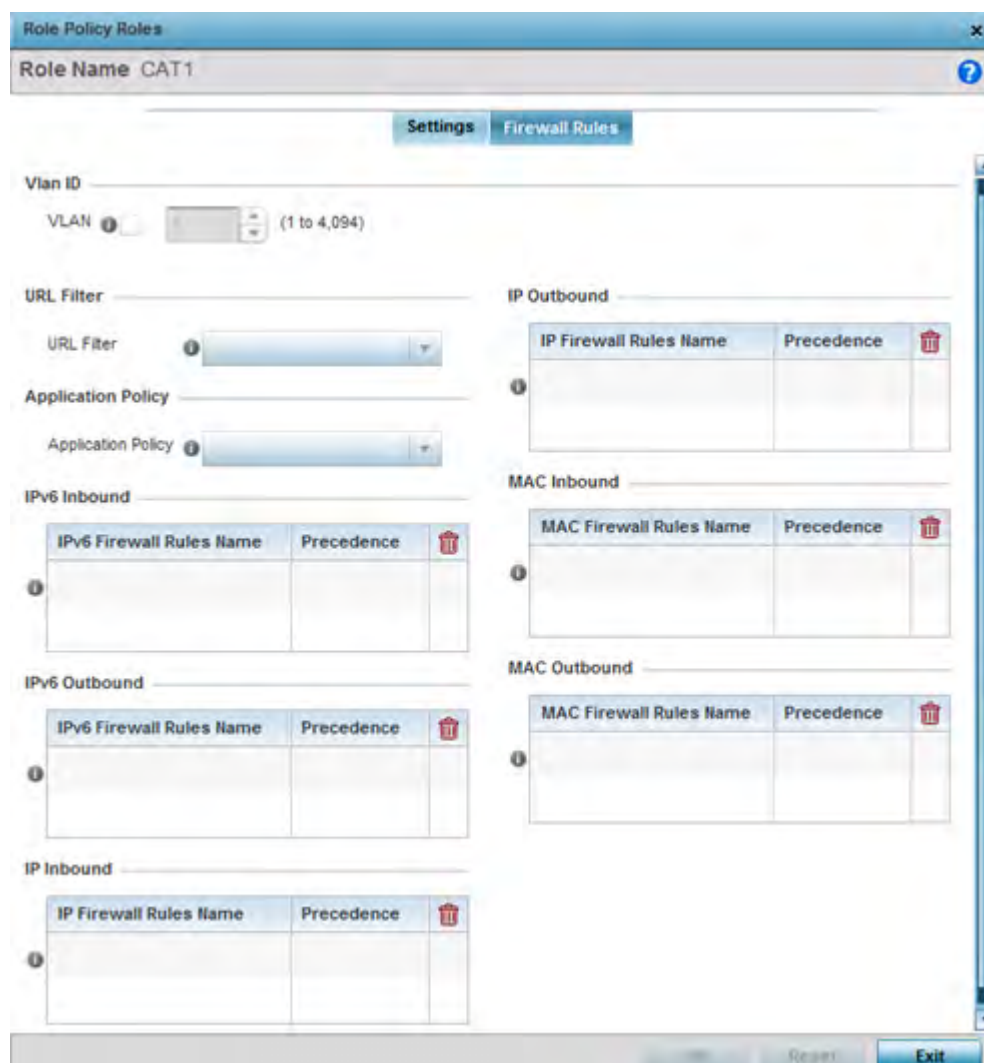 Role Policy Roles
Role Name CAT1
Settings
Firewall Rules
Vlan ID
VLAN
(1 to 4,094)
URL Filter
URL Filter
Application Policy
Application Policy
IPv6 Inbound
IPv6 Firewall Rules Name Precedence
IPv6 Outbound
IPv6 Firewall Rules Name Precedence
IP Inbound
IP Firewall Rules Name Precedence
IP Outbound
IP Firewall Rules Name Precedence
MAC Inbound
MAC Firewall Rules Name Precedence
MAC Outbound
MAC Firewall Rules Name Precedence
Reset
Exit